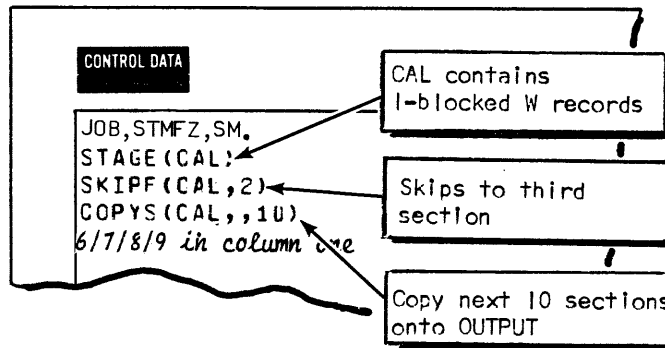 CONTROL DATA
JOB,STMFZ,SM.
STAGE(CAL)
SKIPF(CAL,2)
COPYS(CAL,,10)
6/7/8/9 in column one
CAL contains
I-blocked W records
Skips to third
section
Copy next 10 sections
onto OUTPUT